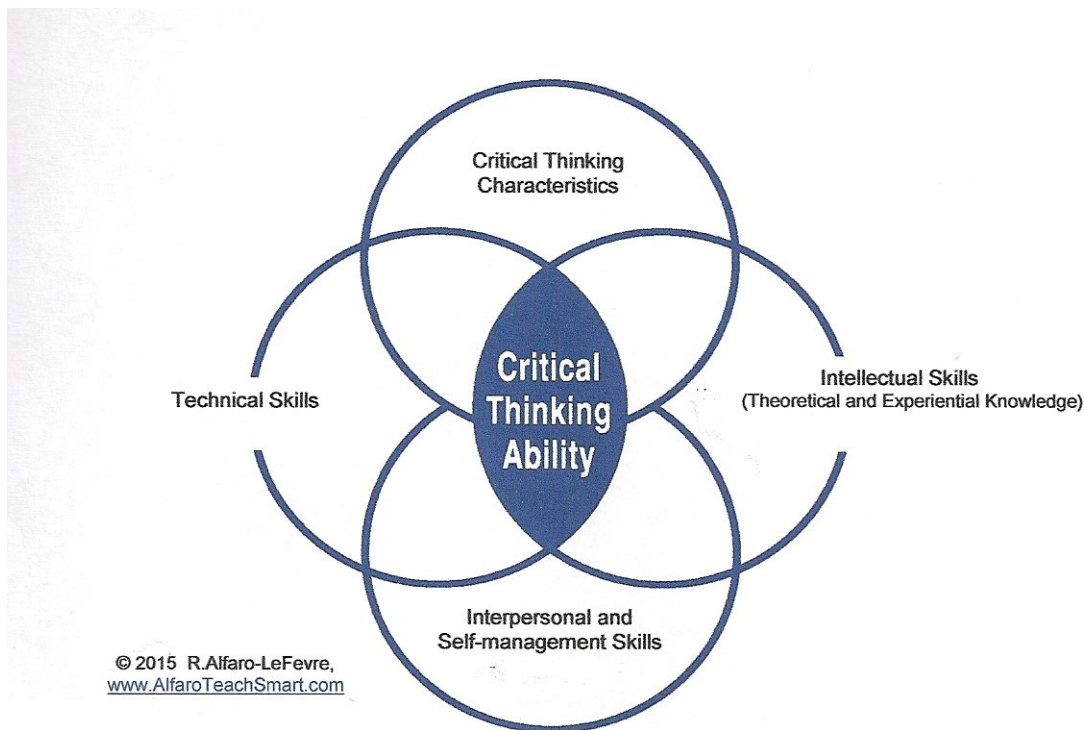 Critical Thinking
Characteristics
Technical Skills
Critical
Thinking
Ability
Intellectual Skills
(Theoretical and Experiential Knowledge)
Interpersonal and
Self-management Skills
© 2015 R.Alfaro-LeFevre,
www.AlfaroTeachSmart.com